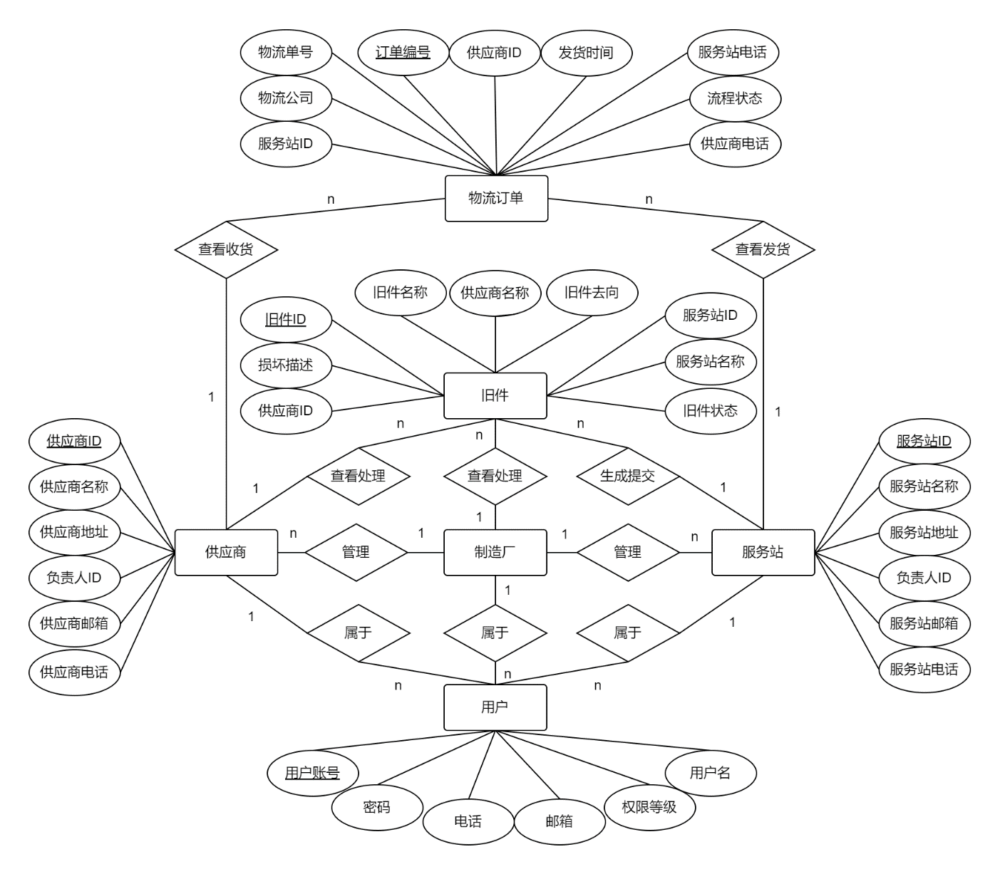 物流单号
订单编号
供应商ID
发货时间
服务站电话
物流公司
流程状态
服务站ID
供应商电话
物流订单
n
n
查看收货
查看发货
旧件名称
供应商名称
旧件去向
旧件ID
服务站ID
损坏描述
服务站名称
旧件
1
供应商ID
旧件状态
1
n
n
n
供应商ID
服务站ID
查看处理
查看处理
生成提交
供应商名称
1
1
服务站名称
1
供应商地址
n
1
1
n
服务站地址
供应商
管理
制造厂
管理
服务站
负责人ID
负责人ID
1
1
1
供应商邮箱
属于
属于
属于
服务站邮箱
供应商电话
n
服务站电话
n
n
用户
用户账号
用户名
密码
权限等级
电话
邮箱